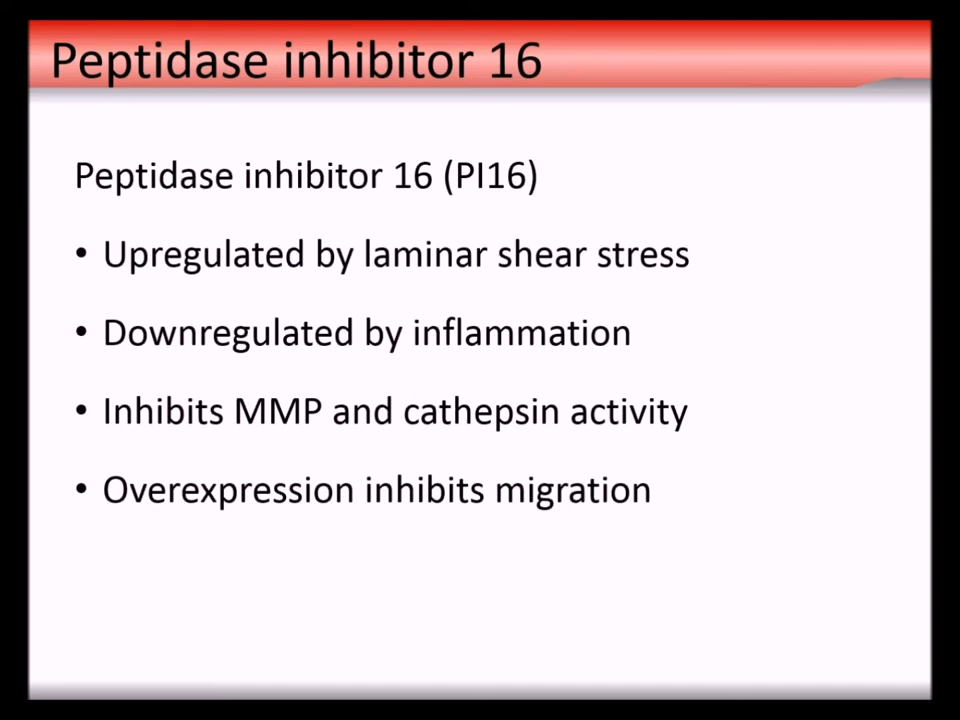 Peptidase inhibitor 16
Peptidase inhibitor 16 (PI16)
• Upregulated by laminar shear stress
• Downregulated by inflammation
• Inhibits MMP and cathepsin activity
• Overexpression inhibits migration